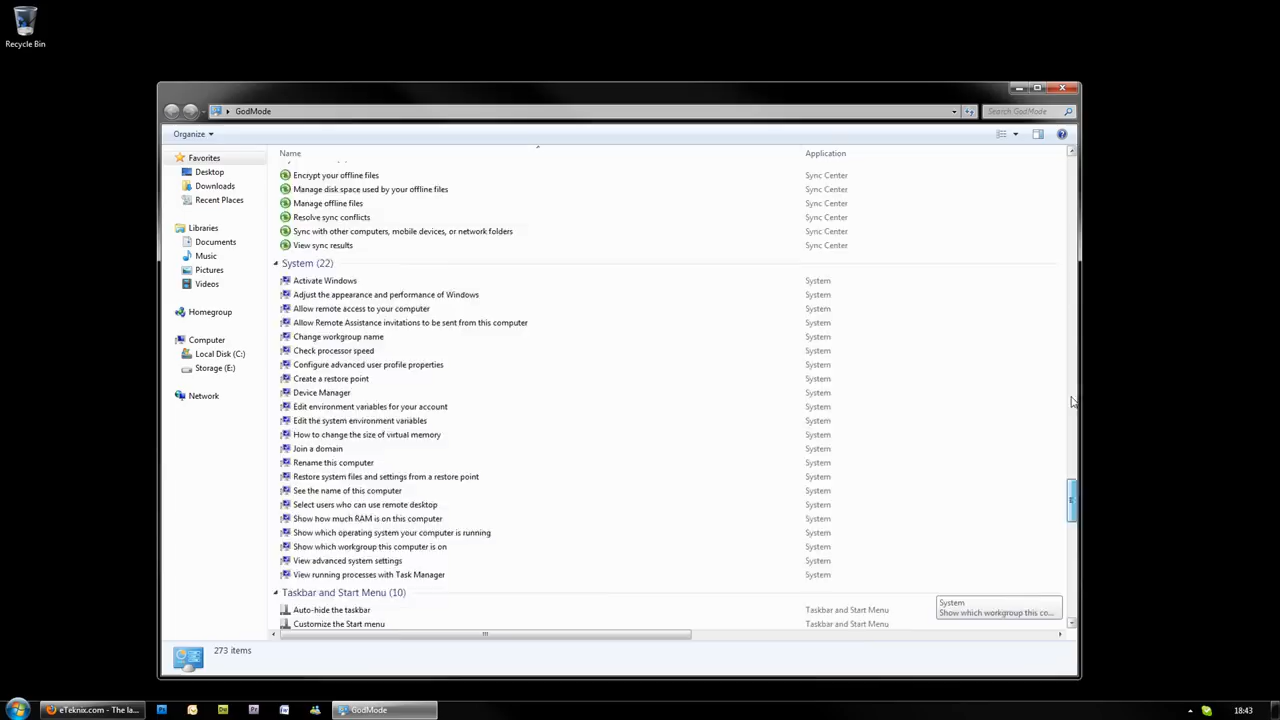 Recycle Bin
GodMode
Search GodMode
Organize
Favorites
Desktop
Downloads
Recent Places
Libraries
Documents
Music
Pictures
Videos
Homegroup
Computer
Local Disk (C:)
Storage (E:)
Network
Name Application
Encrypt your offline files Sync Center
Manage disk space used by your offline files Sync Center
Manage offline files Sync Center
Resolve sync conflicts Sync Center
Sync with other computers, mobile devices, or network folders Sync Center
View sync results Sync Center
System (22)
Activate Windows System
Adjust the appearance and performance of Windows System
Allow remote access to your computer System
Allow Remote Assistance invitations to be sent from this computer System
Change workgroup name System
Check processor speed System
Configure advanced user profile properties System
Create a restore point System
Device Manager System
Edit environment variables for your account System
Edit the system environment variables System
How to change the size of virtual memory System
Join a domain System
Rename this computer System
Restore system files and settings from a restore point System
See the name of this computer System
Select users who can use remote desktop System
Show how much RAM is on this computer System
Show which operating system your computer is running System
Show which workgroup this computer is on System
View advanced system settings System
View running processes with Task Manager System
Taskbar and Start Menu (10)
Auto-hide the taskbar Taskbar and Start Menu
Customize the Start menu Taskbar and Start Menu
System
Show which workgroup this co...
273 items
eTeknix.com - The la...
Dw
Pr
W
GodMode
18:43